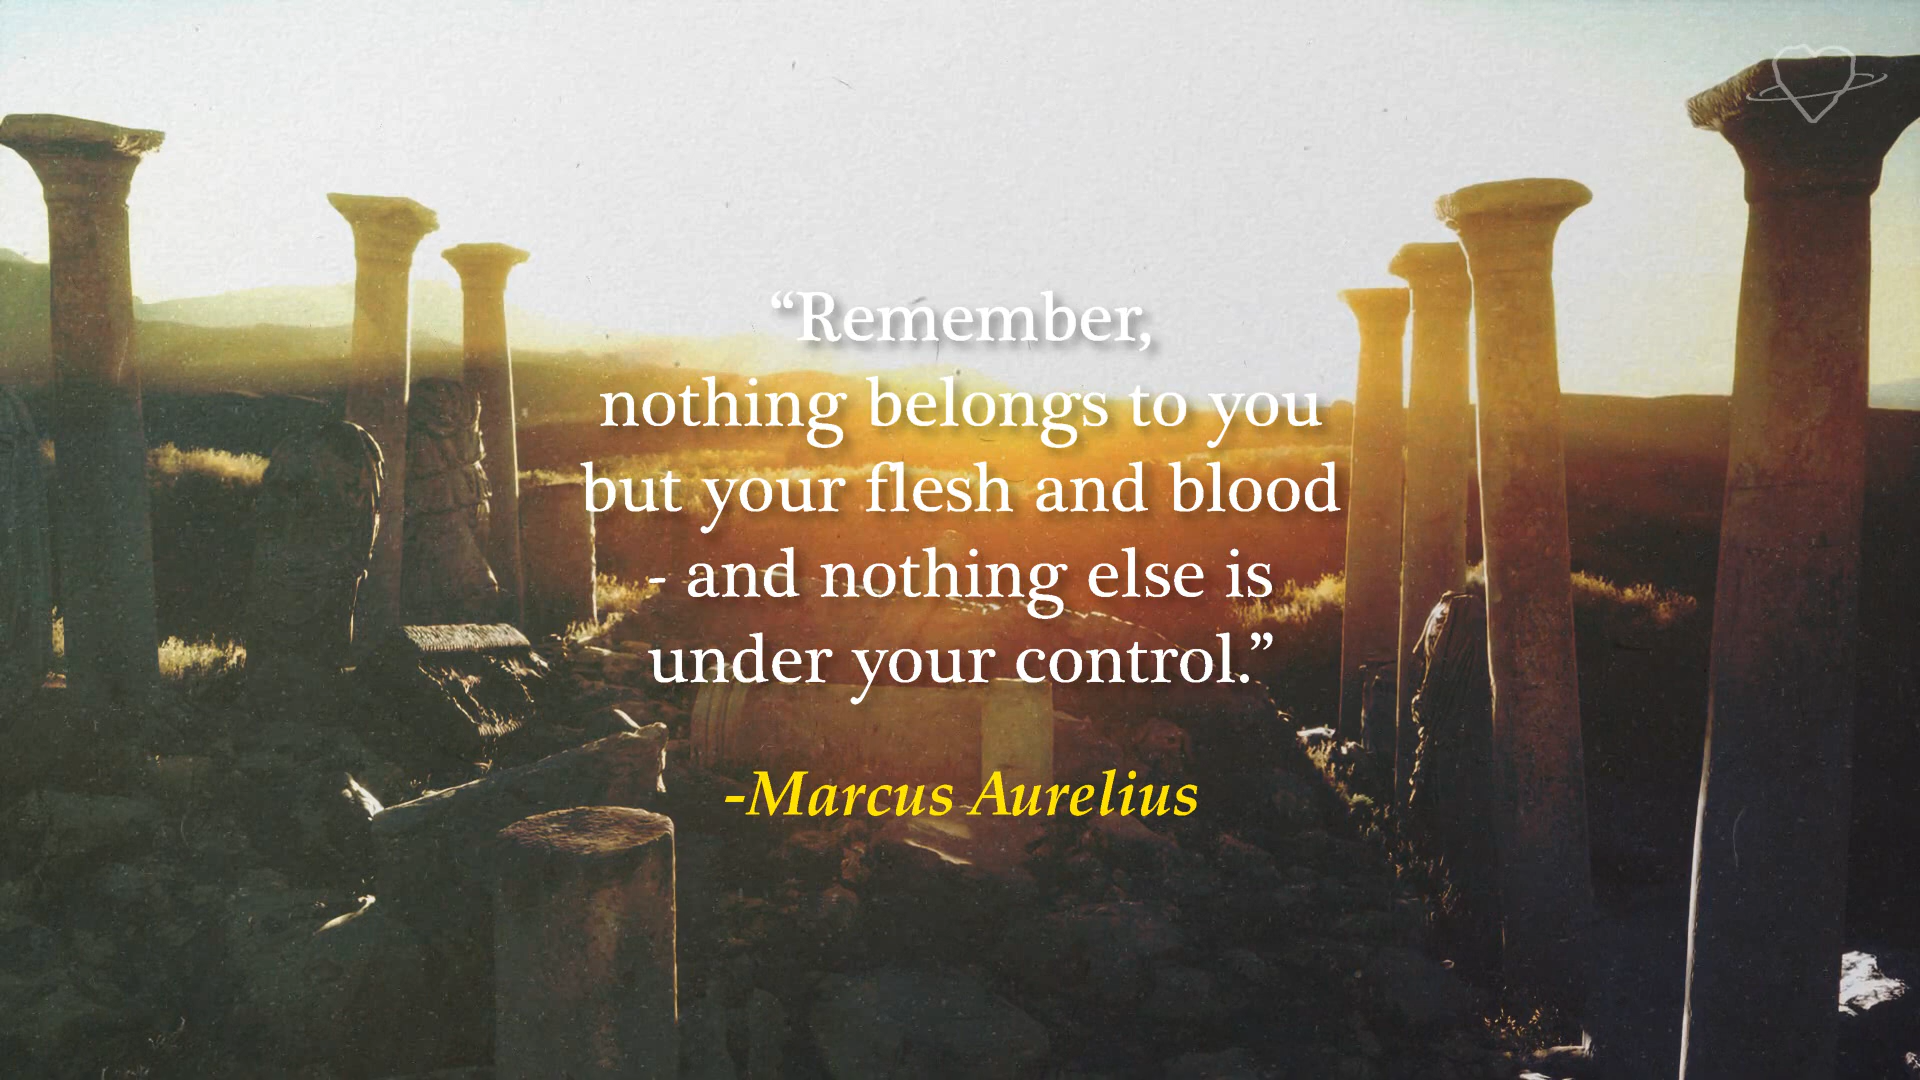 “Remember,
nothing belongs to you
but your flesh and blood
- and nothing else is
under your control.”
-Marcus Aurelius